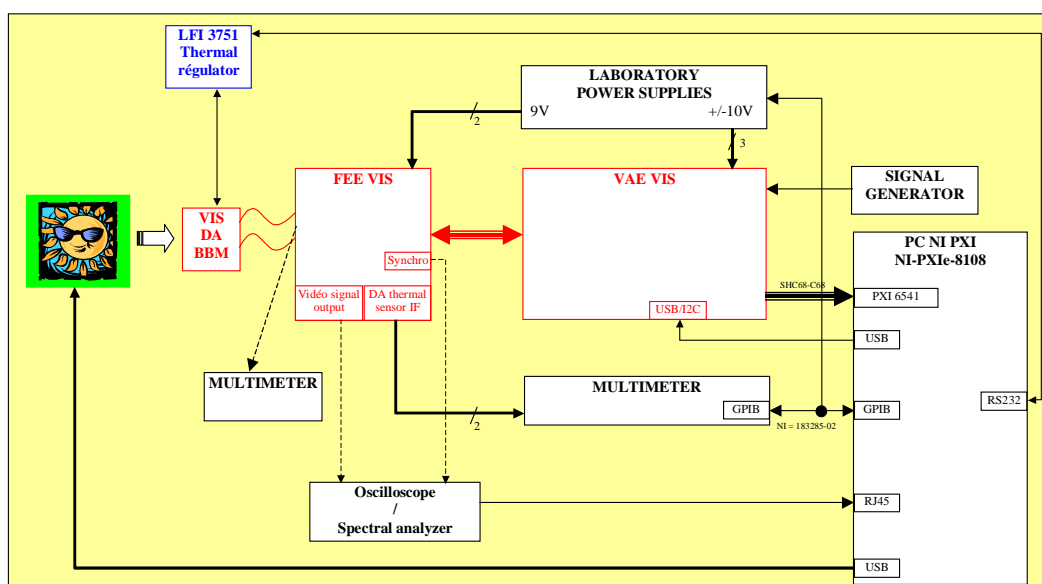 LFI 3751
Thermal
régulator
LABORATORY
POWER SUPPLIES
9V
+/-10V
2
3
FEE VIS
VAE VIS
SIGNAL
GENERATOR
VIS
DA
BBM
Synchro
Vidéo signal
output
DA thermal
sensor IF
USB/I2C
PC NI PXI
NI-PXIe-8108
SHC68-C68
PXI 6541
USB
MULTIMETER
MULTIMETER
GPIB
2
NI = 183285-02
GPIB
RS232
Oscilloscope
/
Spectral analyzer
RJ45
USB